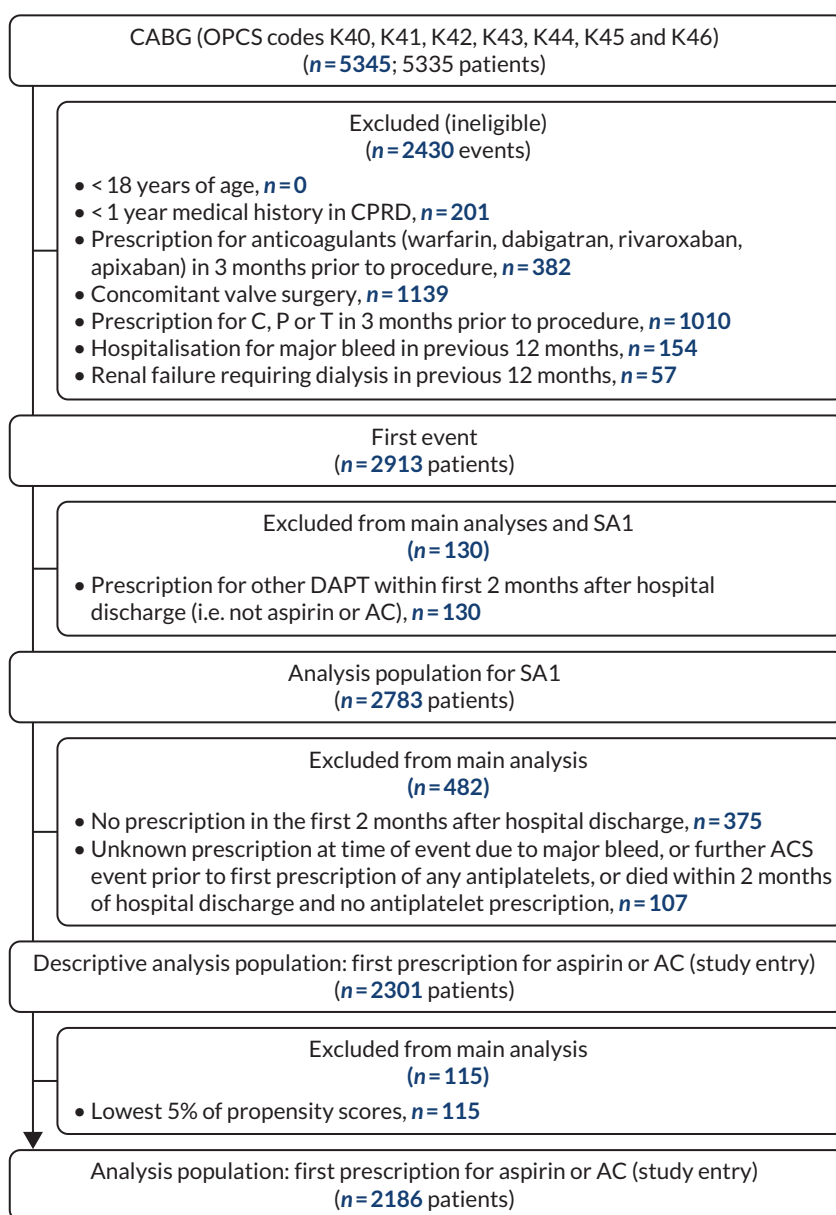 CABG (OPCS codes K40, K41, K42, K43, K44, K45 and K46)
(n=5345; 5335 patients)
Excluded (ineligible)
(n=2430 events)
• < 18 years of age, n=0
• < 1 year medical history in CPRD, n=201
• Prescription for anticoagulants (warfarin, dabigatran, rivaroxaban,
apixaban) in 3 months prior to procedure, n=382
• Concomitant valve surgery, n=1139
• Prescription for C, P or T in 3 months prior to procedure, n=1010
• Hospitalisation for major bleed in previous 12 months, n=154
• Renal failure requiring dialysis in previous 12 months, n=57
First event
(n=2913 patients)
Excluded from main analyses and SA1
(n=130)
• Prescription for other DAPT within first 2 months after hospital
discharge (i.e. not aspirin or AC), n=130
Analysis population for SA1
(n=2783 patients)
Excluded from main analysis
(n=482)
• No prescription in the first 2 months after hospital discharge, n=375
• Unknown prescription at time of event due to major bleed, or further ACS
event prior to first prescription of any antiplatelets, or died within 2 months
of hospital discharge and no antiplatelet prescription, n=107
Descriptive analysis population: first prescription for aspirin or AC (study entry)
(n=2301 patients)
Excluded from main analysis
(n=115)
• Lowest 5% of propensity scores, n=115
Analysis population: first prescription for aspirin or AC (study entry)
(n=2186 patients)